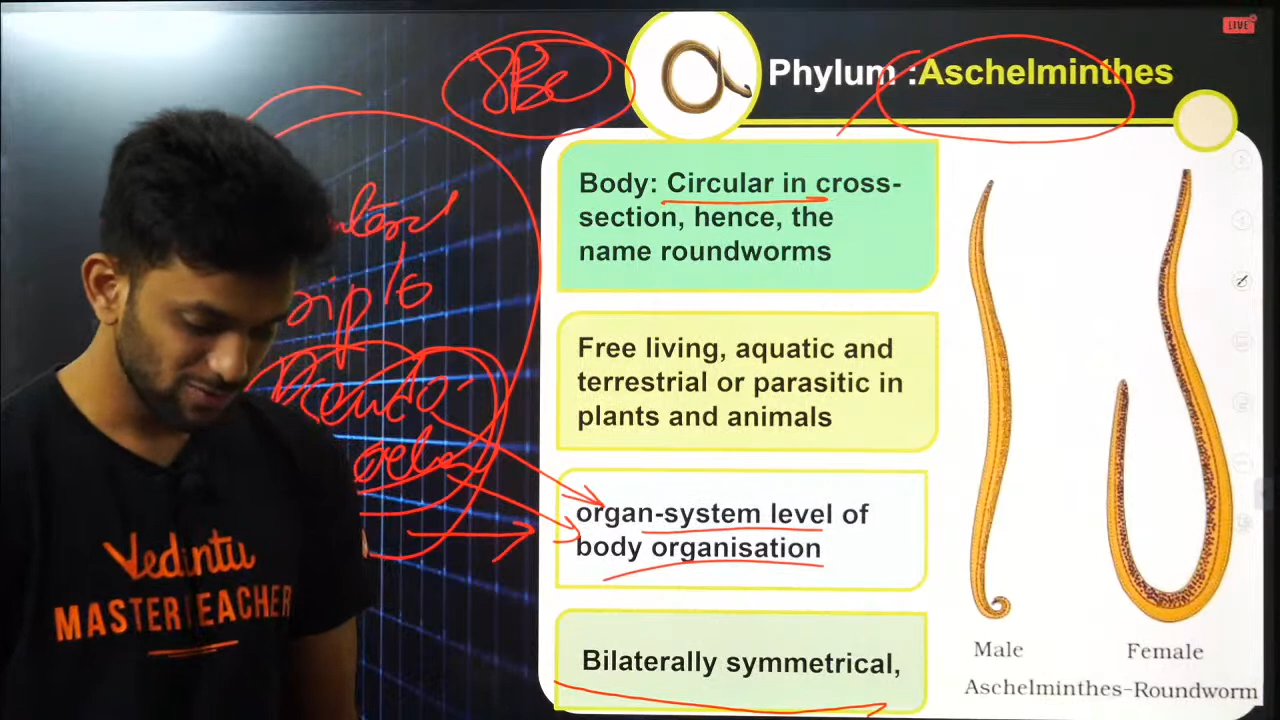 LIVE
Phylum :Aschelminthes
Body: Circular in cross-
section, hence, the
name roundworms
Free living, aquatic and
terrestrial or parasitic in
plants and animals
organ-system level of
body organisation
Bilaterally symmetrical,
Male
Female
Aschelminthes-Roundworm
Vedantu
MASTER TEACHER